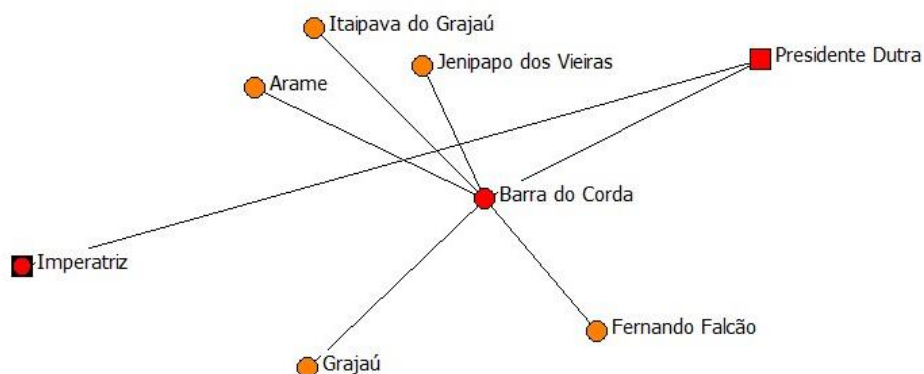 Itaipava do Grajaú
Jenipapo dos Vieiras
Presidente Dutra
Arame
Barra do Corda
Imperatriz
Fernando Falcão
Grajaú